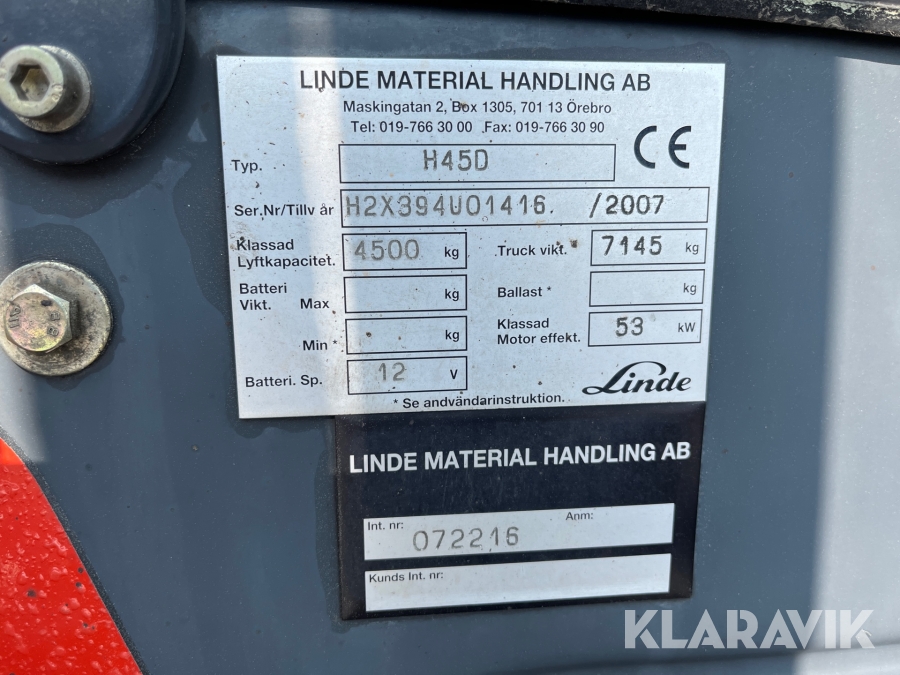 LINDE MATERIAL HANDLING AB
Maskingatan 2, Box 1305, 701 13 Örebro
Tel: 019-766 30 00 Fax: 019-766 30 90
Typ. H45D CE
Ser.Nr/Tillv år H2X394U01416. /2007
Klassad Lyftkapacitet. 4500 kg Truck vikt. * 7145 kg
Batteri Vikt. Max kg Ballast * kg
Min * kg Klassad Motor effekt. 53 kW
Batteri. Sp. 12 V Linde
* Se andvändarinstruktion.
LINDE MATERIAL HANDLING AB
Int. nr: 072216 Anm:
Kunds Int. nr:
KLARAVIK